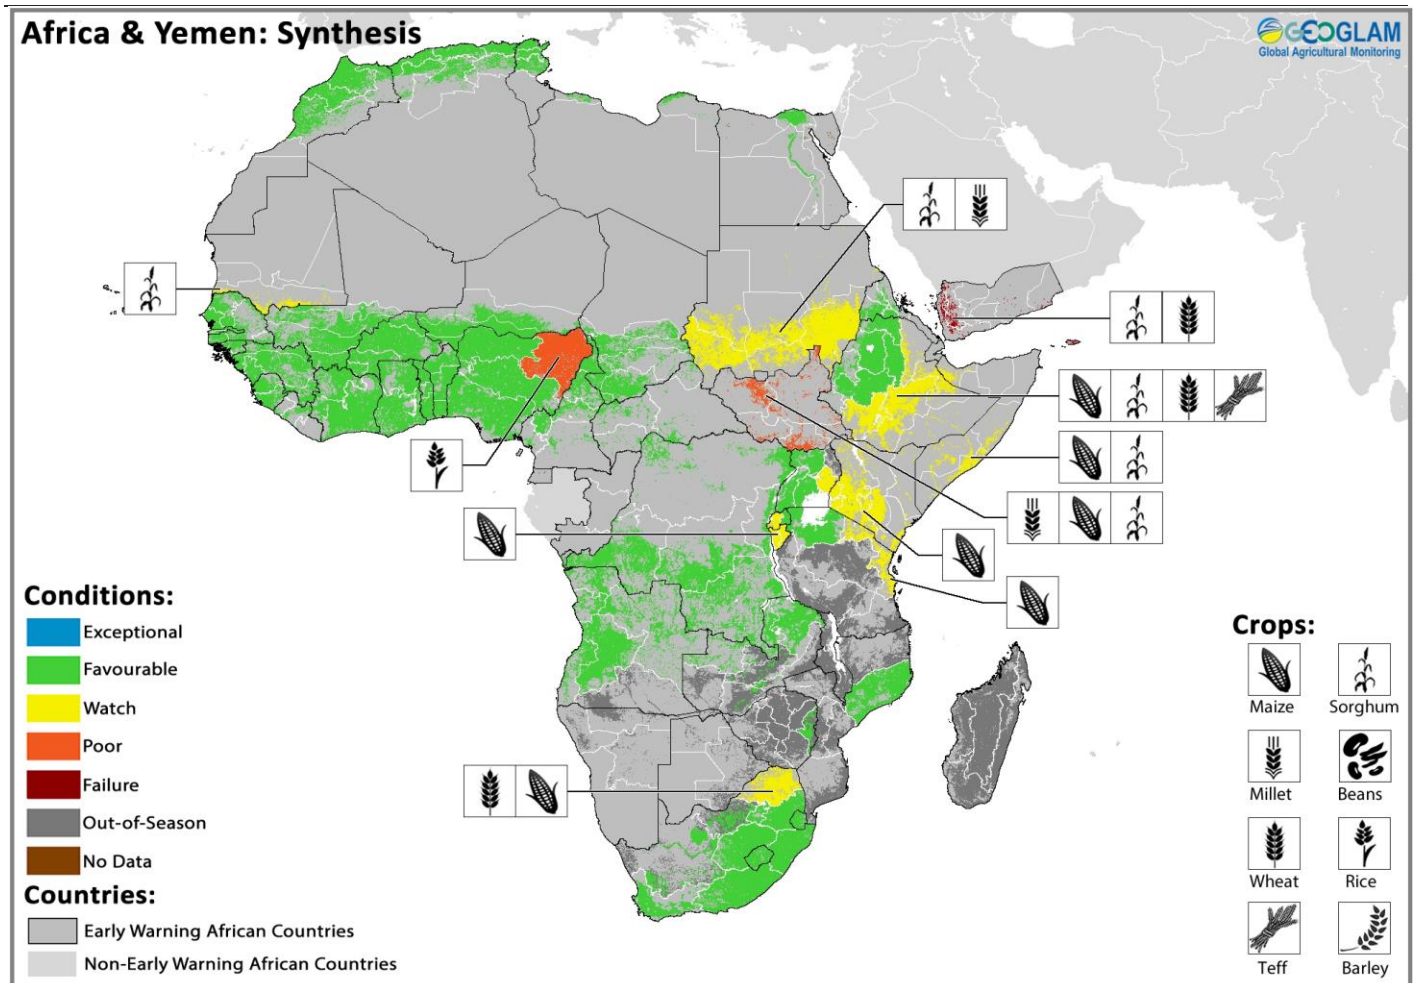 Africa & Yemen: Synthesis
GEOGLAM
Global Agricultural Monitoring
Conditions:
Exceptional
Favourable
Watch
Poor
Failure
Out-of-Season
No Data
Countries:
Early Warning African Countries
Non-Early Warning African Countries
Crops:
Maize
Sorghum
Millet
Beans
Wheat
Rice
Teff
Barley